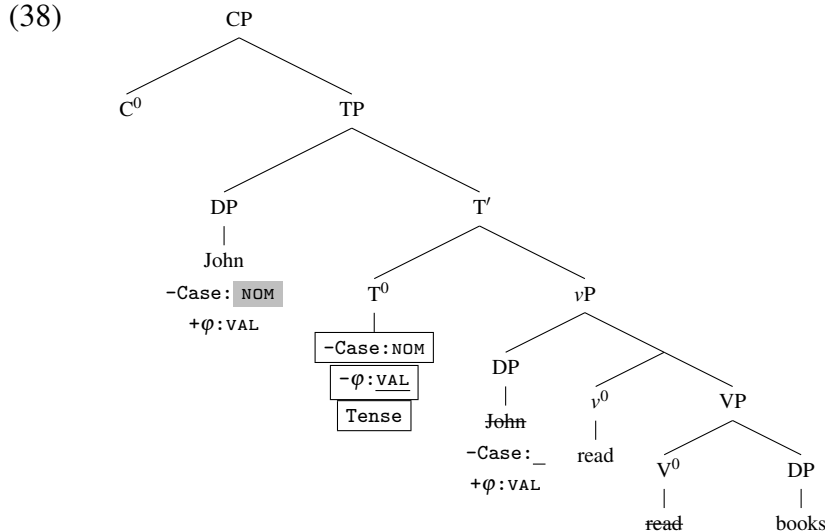 (38)
CP
C⁰ TP
DP T′
John T⁰ vP
-Case: NOM
+φ:VAL
-Case:NOM
-φ:VAL
Tense
DP v⁰ VP
John read V⁰ DP
-Case:_
+φ:VAL
read books